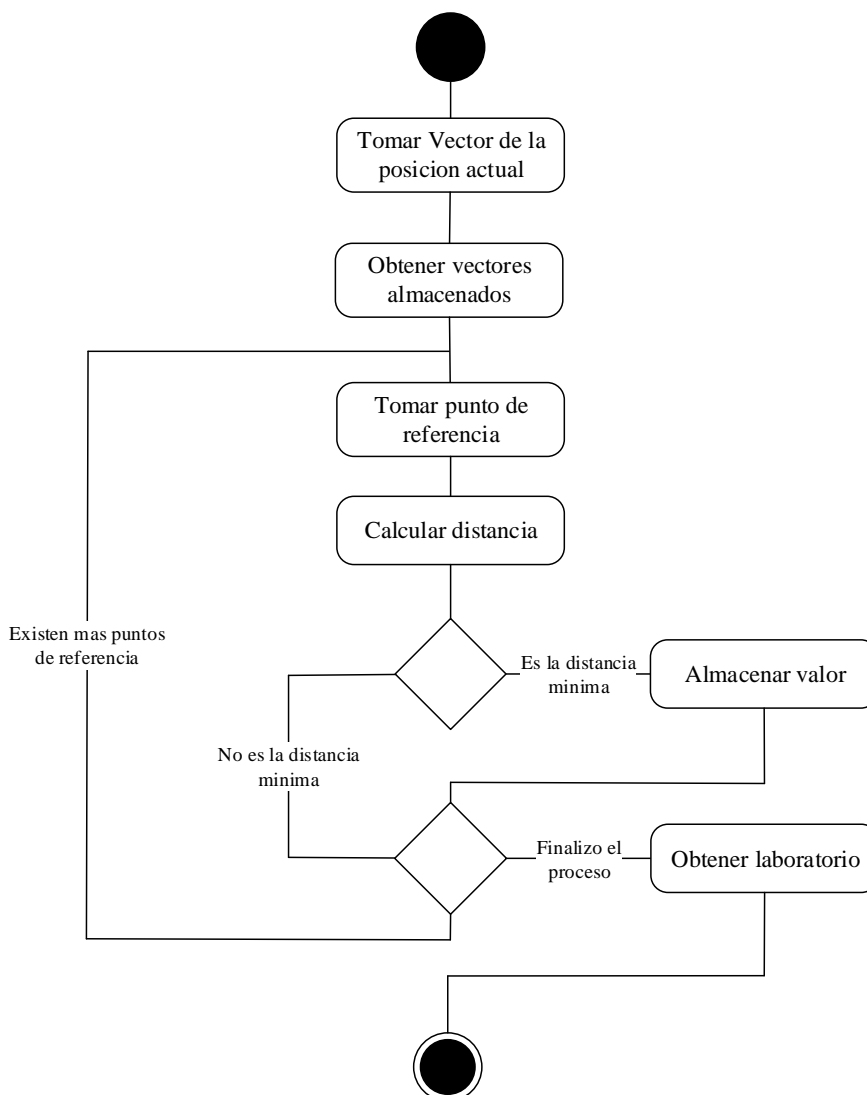 Tomar Vector de la
posicion actual
Obtener vectores
almacenados
Tomar punto de
referencia
Calcular distancia
Existen mas puntos
de referencia
Es la distancia
minima
Almacenar valor
No es la distancia
minima
Finalizo el
proceso
Obtener laboratorio